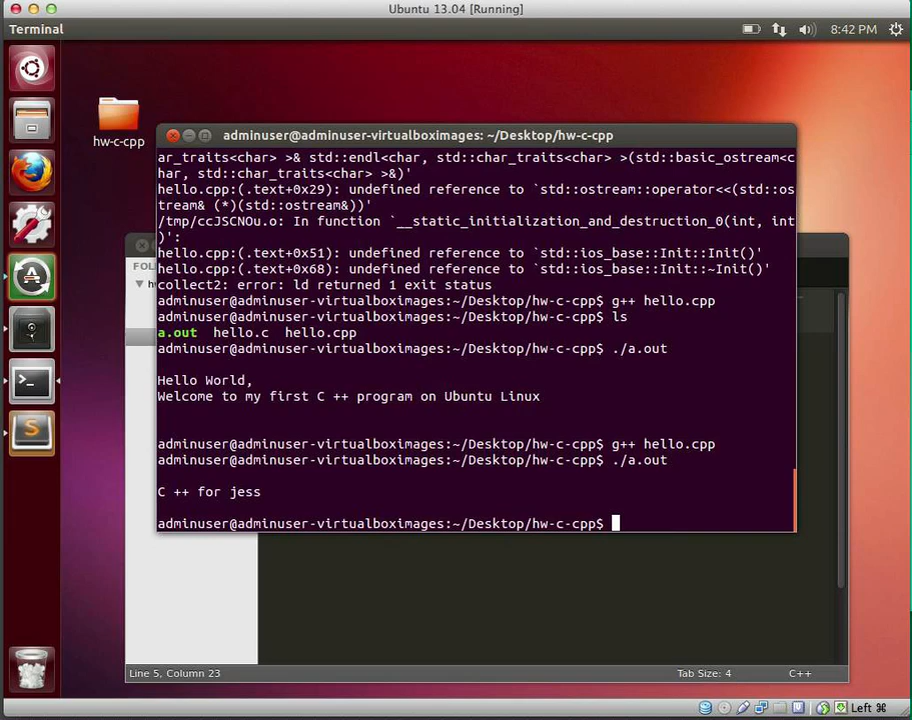 Ubuntu 13.04 [Running]
Terminal
8:42 PM
hw-c-cpp
adminuser@adminuser-virtualboximages: ~/Desktop/hw-c-cpp
ar_traits<char> >& std::endl<char, std::char_traits<char> >(std::basic_ostream<c
har, std::char_traits<char> >&)'
hello.cpp:(.text+0x29): undefined reference to `std::ostream::operator<<(std::os
tream& (*)(std::ostream&))'
/tmp/ccJSCNOu.o: In function `__static_initialization_and_destruction_0(int, int
)':
hello.cpp:(.text+0x51): undefined reference to `std::ios_base::Init::Init()'
hello.cpp:(.text+0x68): undefined reference to `std::ios_base::Init::~Init()'
collect2: error: ld returned 1 exit status
adminuser@adminuser-virtualboximages:~/Desktop/hw-c-cpp$ g++ hello.cpp
adminuser@adminuser-virtualboximages:~/Desktop/hw-c-cpp$ ls
a.out hello.c hello.cpp
adminuser@adminuser-virtualboximages:~/Desktop/hw-c-cpp$ ./a.out
Hello World,
Welcome to my first C ++ program on Ubuntu Linux
adminuser@adminuser-virtualboximages:~/Desktop/hw-c-cpp$ g++ hello.cpp
adminuser@adminuser-virtualboximages:~/Desktop/hw-c-cpp$ ./a.out
C ++ for jess
adminuser@adminuser-virtualboximages:~/Desktop/hw-c-cpp$
Line 5, Column 23
Tab Size: 4
C++
Left ⌘